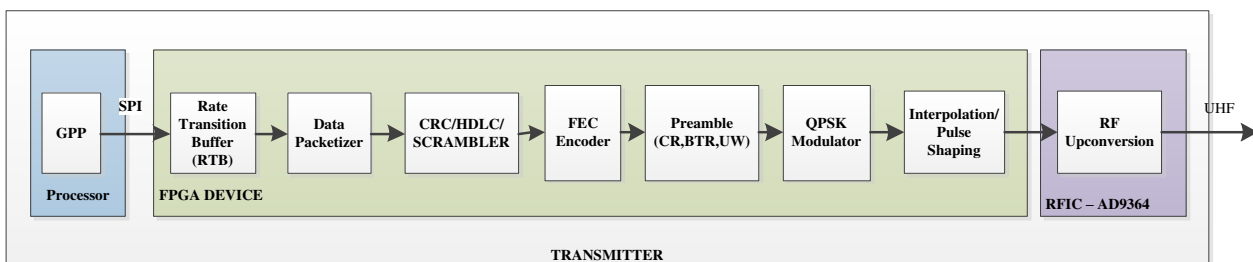 GPP
Processor
SPI
Rate
Transition
Buffer
(RTB)
Data
Packetizer
CRC/HDLC/
SCRAMBLER
FEC
Encoder
Preamble
(CR,BTR,UW)
QPSK
Modulator
Interpolation/
Pulse
Shaping
FPGA DEVICE
RF
Upconversion
RFIC – AD9364
UHF
TRANSMITTER